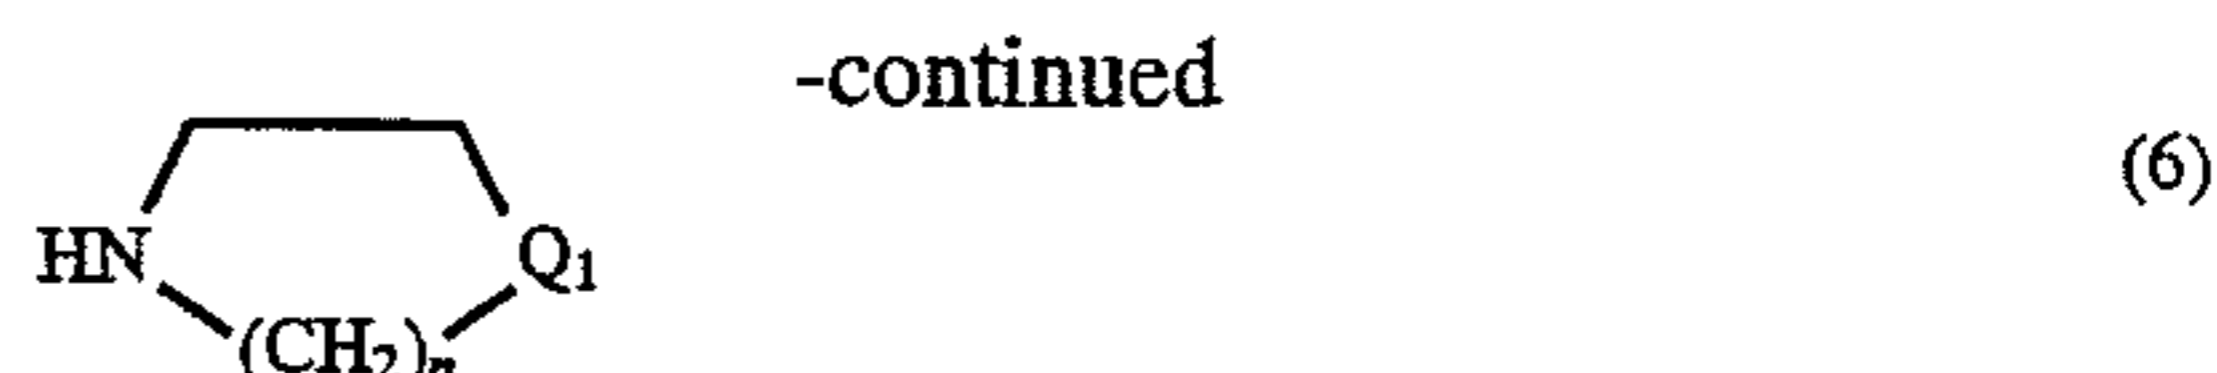 -continued
(6)
HN Q₁
(CH₂)ₙ